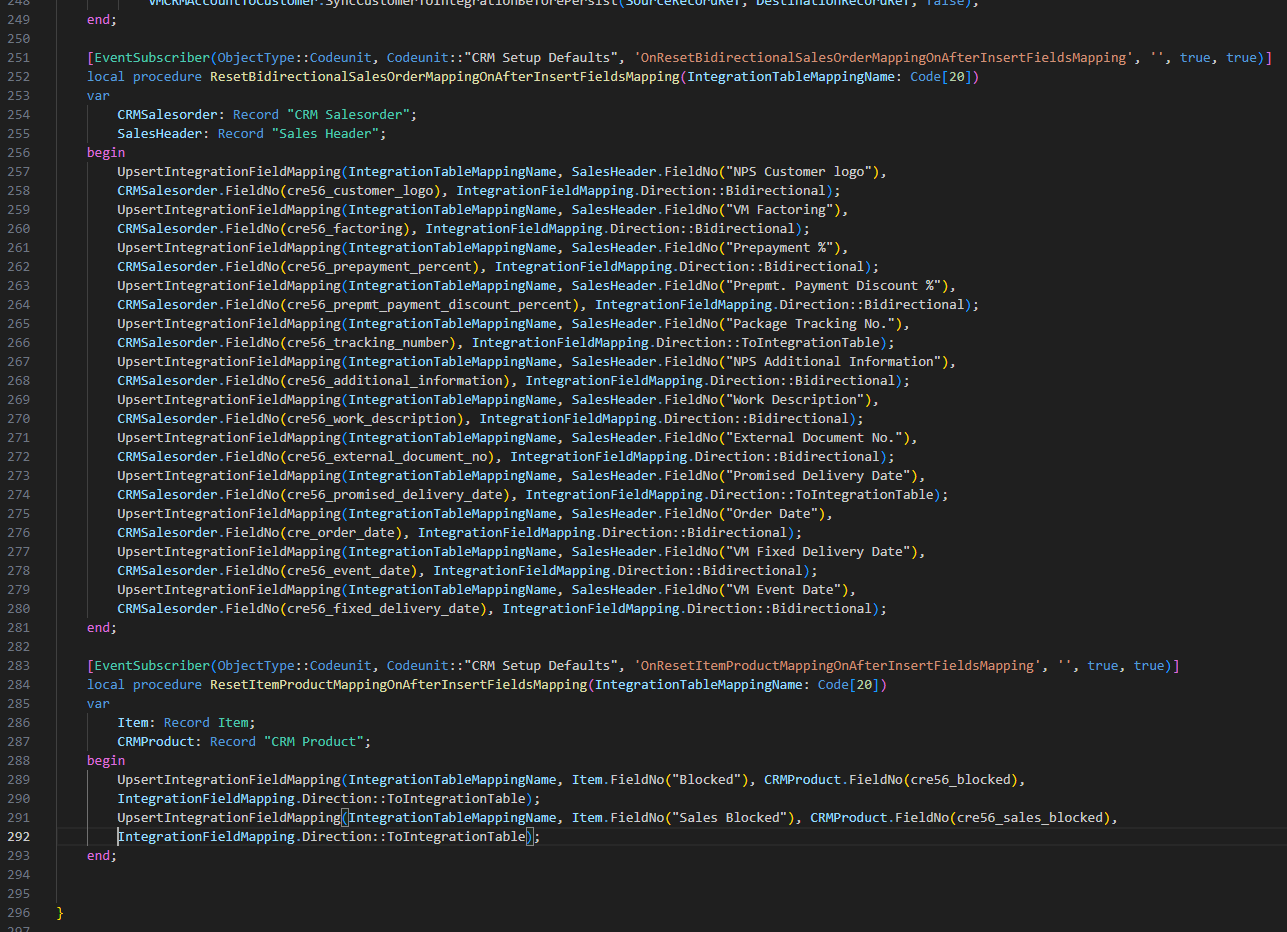 248 VMCRMAccountToCustomer.SyncCustomerToIntegrationBeforePersist(SourceRecordRef, DestinationRecordRef, false);
249 end;
250
251 [EventSubscriber(ObjectType::Codeunit, Codeunit::"CRM Setup Defaults", 'OnResetBidirectionalSalesOrderMappingOnAfterInsertFieldsMapping', '', true, true)]
252 local procedure ResetBidirectionalSalesOrderMappingOnAfterInsertFieldsMapping(IntegrationTableMappingName: Code[20])
253 var
254 CRMSalesorder: Record "CRM Salesorder";
255 SalesHeader: Record "Sales Header";
256 begin
257 UpsertIntegrationFieldMapping(IntegrationTableMappingName, SalesHeader.FieldNo("NPS Customer logo"),
258 CRMSalesorder.FieldNo(cre56_customer_logo), IntegrationFieldMapping.Direction::Bidirectional);
259 UpsertIntegrationFieldMapping(IntegrationTableMappingName, SalesHeader.FieldNo("VM Factoring"),
260 CRMSalesorder.FieldNo(cre56_factoring), IntegrationFieldMapping.Direction::Bidirectional);
261 UpsertIntegrationFieldMapping(IntegrationTableMappingName, SalesHeader.FieldNo("Prepayment %"),
262 CRMSalesorder.FieldNo(cre56_prepayment_percent), IntegrationFieldMapping.Direction::Bidirectional);
263 UpsertIntegrationFieldMapping(IntegrationTableMappingName, SalesHeader.FieldNo("Prepmt. Payment Discount %"),
264 CRMSalesorder.FieldNo(cre56_prepmt_payment_discount_percent), IntegrationFieldMapping.Direction::Bidirectional);
265 UpsertIntegrationFieldMapping(IntegrationTableMappingName, SalesHeader.FieldNo("Package Tracking No."),
266 CRMSalesorder.FieldNo(cre56_tracking_number), IntegrationFieldMapping.Direction::ToIntegrationTable);
267 UpsertIntegrationFieldMapping(IntegrationTableMappingName, SalesHeader.FieldNo("NPS Additional Information"),
268 CRMSalesorder.FieldNo(cre56_additional_information), IntegrationFieldMapping.Direction::Bidirectional);
269 UpsertIntegrationFieldMapping(IntegrationTableMappingName, SalesHeader.FieldNo("Work Description"),
270 CRMSalesorder.FieldNo(cre56_work_description), IntegrationFieldMapping.Direction::Bidirectional);
271 UpsertIntegrationFieldMapping(IntegrationTableMappingName, SalesHeader.FieldNo("External Document No."),
272 CRMSalesorder.FieldNo(cre56_external_document_no), IntegrationFieldMapping.Direction::Bidirectional);
273 UpsertIntegrationFieldMapping(IntegrationTableMappingName, SalesHeader.FieldNo("Promised Delivery Date"),
274 CRMSalesorder.FieldNo(cre56_promised_delivery_date), IntegrationFieldMapping.Direction::ToIntegrationTable);
275 UpsertIntegrationFieldMapping(IntegrationTableMappingName, SalesHeader.FieldNo("Order Date"),
276 CRMSalesorder.FieldNo(cre_order_date), IntegrationFieldMapping.Direction::Bidirectional);
277 UpsertIntegrationFieldMapping(IntegrationTableMappingName, SalesHeader.FieldNo("VM Fixed Delivery Date"),
278 CRMSalesorder.FieldNo(cre56_event_date), IntegrationFieldMapping.Direction::Bidirectional);
279 UpsertIntegrationFieldMapping(IntegrationTableMappingName, SalesHeader.FieldNo("VM Event Date"),
280 CRMSalesorder.FieldNo(cre56_fixed_delivery_date), IntegrationFieldMapping.Direction::Bidirectional);
281 end;
282
283 [EventSubscriber(ObjectType::Codeunit, Codeunit::"CRM Setup Defaults", 'OnResetItemProductMappingOnAfterInsertFieldsMapping', '', true, true)]
284 local procedure ResetItemProductMappingOnAfterInsertFieldsMapping(IntegrationTableMappingName: Code[20])
285 var
286 Item: Record Item;
287 CRMProduct: Record "CRM Product";
288 begin
289 UpsertIntegrationFieldMapping(IntegrationTableMappingName, Item.FieldNo("Blocked"), CRMProduct.FieldNo(cre56_blocked),
290 IntegrationFieldMapping.Direction::ToIntegrationTable);
291 UpsertIntegrationFieldMapping(IntegrationTableMappingName, Item.FieldNo("Sales Blocked"), CRMProduct.FieldNo(cre56_sales_blocked),
292 IntegrationFieldMapping.Direction::ToIntegrationTable);
293 end;
294
295
296 }
297